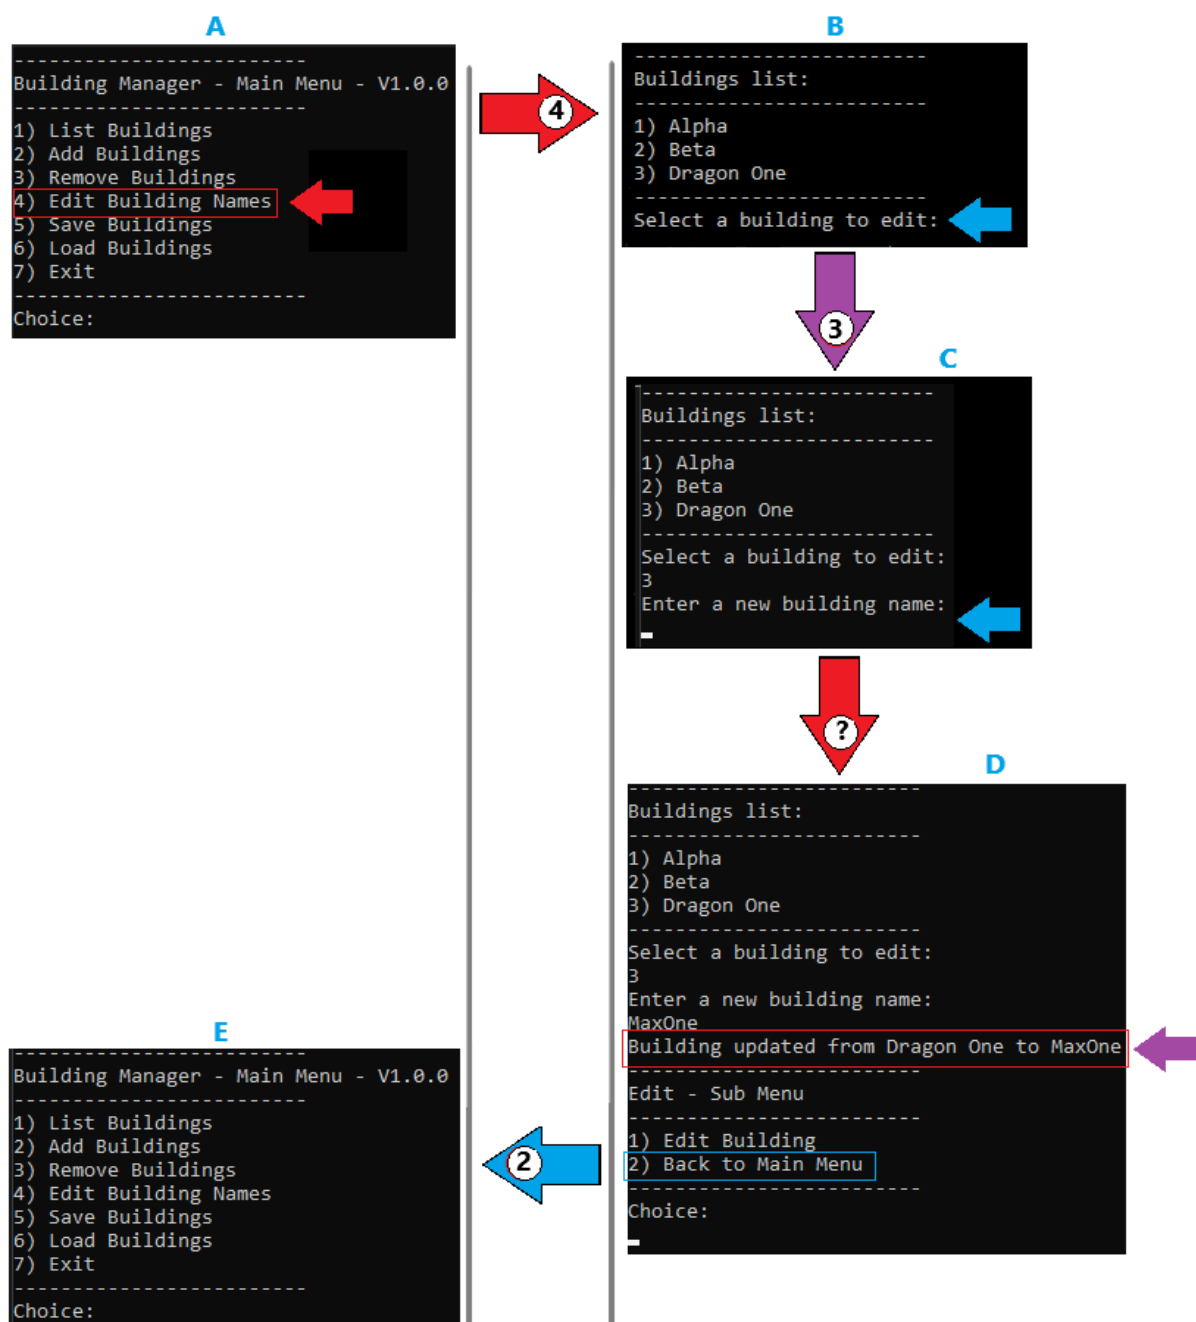 A
--------------------------
Building Manager - Main Menu - V1.0.0
--------------------------
1) List Buildings
2) Add Buildings
3) Remove Buildings
4) Edit Building Names
5) Save Buildings
6) Load Buildings
7) Exit
--------------------------
Choice:
4
B
--------------------------
Buildings list:
--------------------------
1) Alpha
2) Beta
3) Dragon One
--------------------------
Select a building to edit:
3
C
--------------------------
Buildings list:
--------------------------
1) Alpha
2) Beta
3) Dragon One
--------------------------
Select a building to edit:
3
Enter a new building name:
?
D
--------------------------
Buildings list:
--------------------------
1) Alpha
2) Beta
3) Dragon One
--------------------------
Select a building to edit:
3
Enter a new building name:
MaxOne
Building updated from Dragon One to MaxOne
--------------------------
Edit - Sub Menu
--------------------------
1) Edit Building
2) Back to Main Menu
--------------------------
Choice:
2
E
--------------------------
Building Manager - Main Menu - V1.0.0
--------------------------
1) List Buildings
2) Add Buildings
3) Remove Buildings
4) Edit Building Names
5) Save Buildings
6) Load Buildings
7) Exit
--------------------------
Choice: